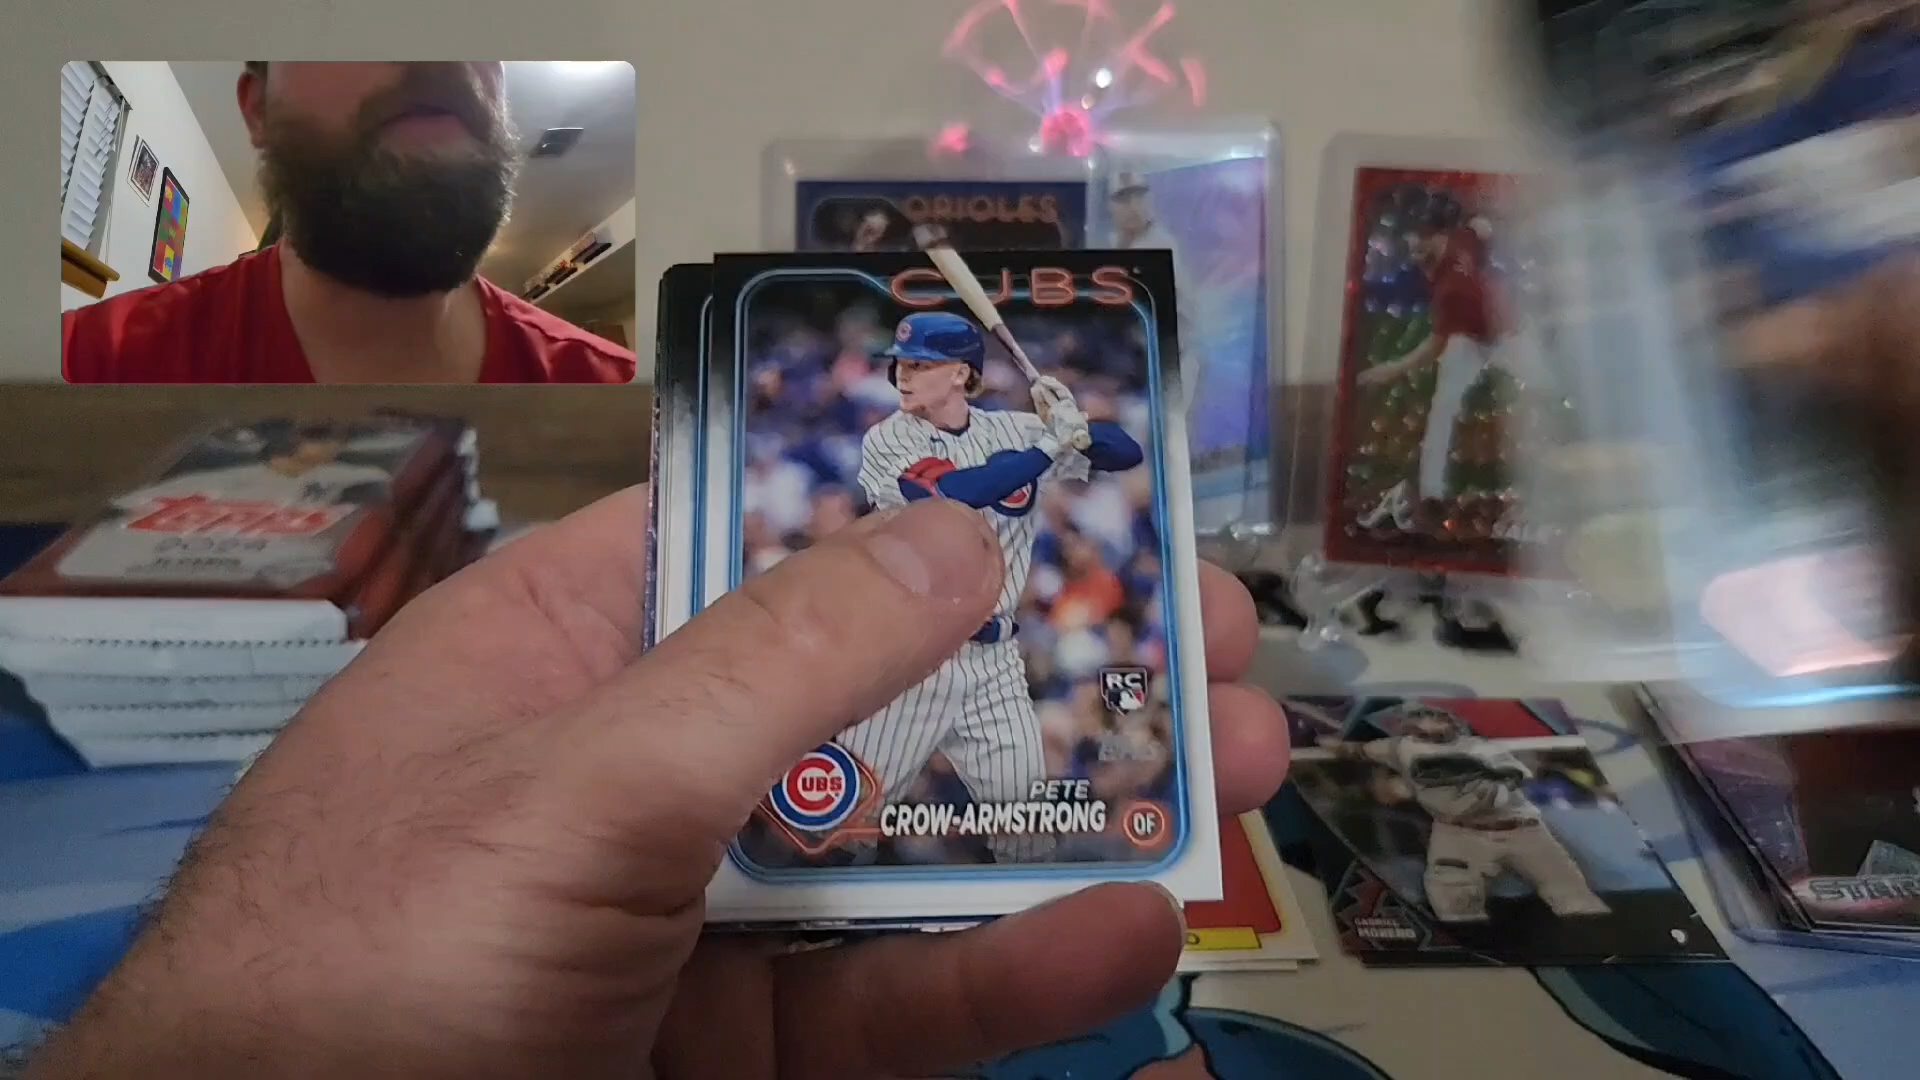 ORIOLES
CUBS
Topps
2024
RC
CUBS
PETE
CROW-ARMSTRONG
OF
A
GABRIEL
MORENO